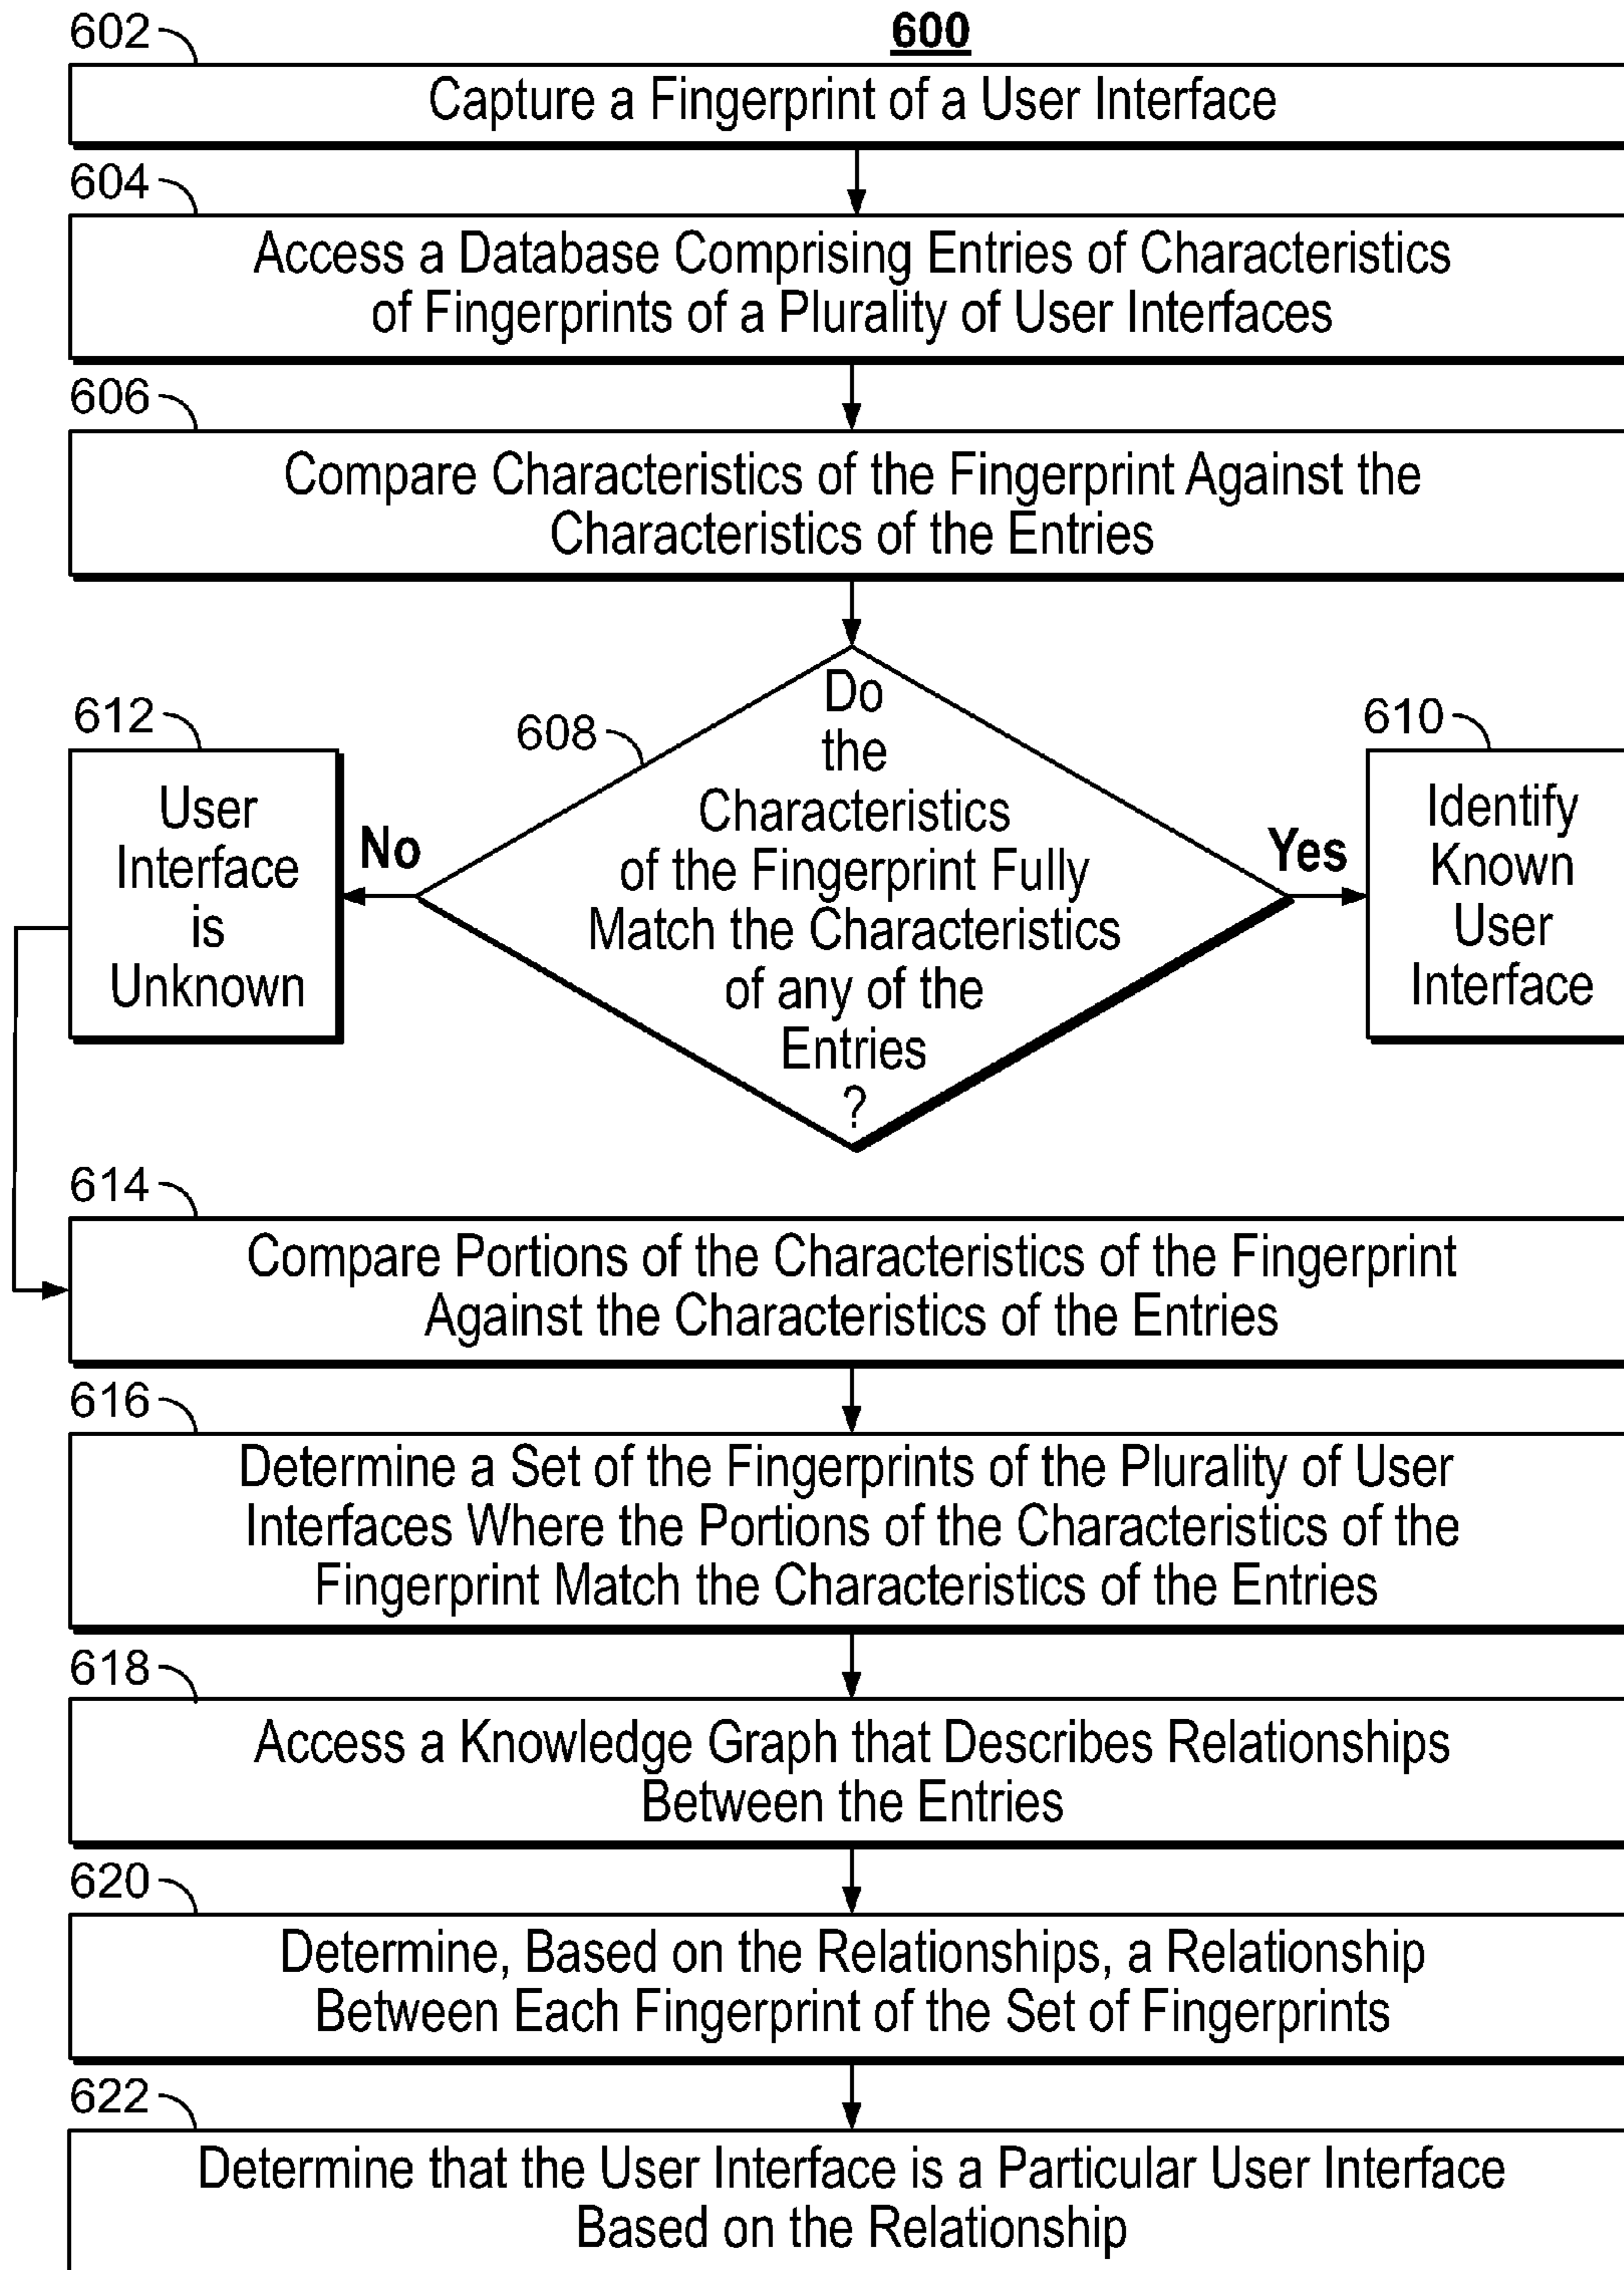 600
602
Capture a Fingerprint of a User Interface
604
Access a Database Comprising Entries of Characteristics
of Fingerprints of a Plurality of User Interfaces
606
Compare Characteristics of the Fingerprint Against the
Characteristics of the Entries
608
Do
the
Characteristics
of the Fingerprint Fully
Match the Characteristics
of any of the
Entries
?
Yes
610
Identify
Known
User
Interface
No
612
User
Interface
is
Unknown
614
Compare Portions of the Characteristics of the Fingerprint
Against the Characteristics of the Entries
616
Determine a Set of the Fingerprints of the Plurality of User
Interfaces Where the Portions of the Characteristics of the
Fingerprint Match the Characteristics of the Entries
618
Access a Knowledge Graph that Describes Relationships
Between the Entries
620
Determine, Based on the Relationships, a Relationship
Between Each Fingerprint of the Set of Fingerprints
622
Determine that the User Interface is a Particular User Interface
Based on the Relationship